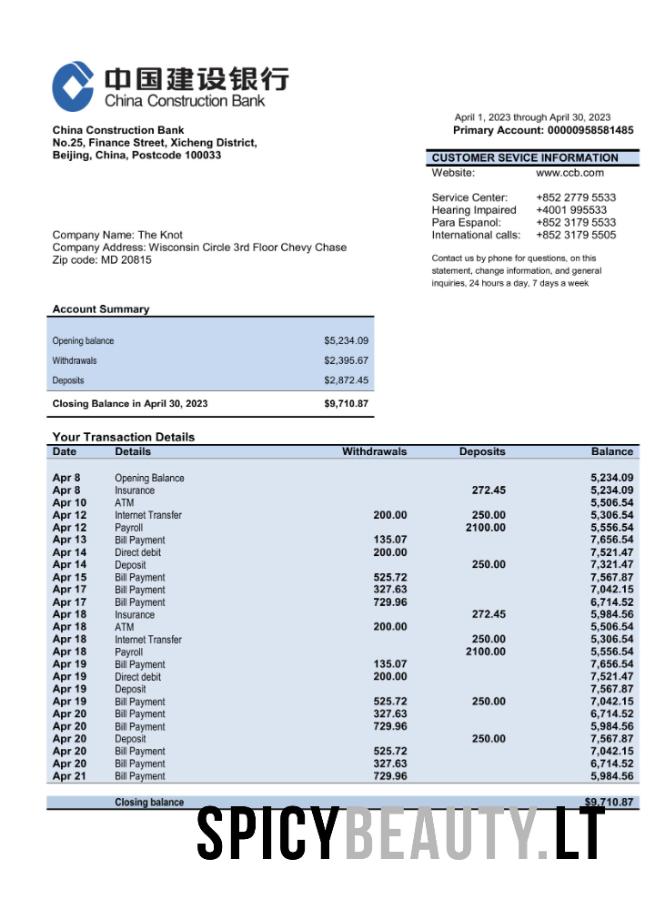 中国建设银行
China Construction Bank
China Construction Bank
No.25, Finance Street, Xicheng District,
Beijing, China, Postcode 100033
April 1, 2023 through April 30, 2023
Primary Account: 00000958581485
CUSTOMER SEVICE INFORMATION
Website: www.ccb.com
Service Center: +852 2779 5533
Hearing Impaired +4001 995533
Para Espanol: +852 3179 5533
International calls: +852 3179 5505
Contact us by phone for questions, on this
statement, change information, and general
inquiries, 24 hours a day, 7 days a week
Company Name: The Knot
Company Address: Wisconsin Circle 3rd Floor Chevy Chase
Zip code: MD 20815
Account Summary
Opening balance $5,234.09
Withdrawals $2,395.67
Deposits $2,872.45
Closing Balance in April 30, 2023 $9,710.87
Your Transaction Details
Date Details Withdrawals Deposits Balance
Apr 8 Opening Balance 5,234.09
Apr 8 Insurance 272.45 5,234.09
Apr 10 ATM 5,506.54
Apr 12 Internet Transfer 200.00 250.00 5,306.54
Apr 12 Payroll 2100.00 5,556.54
Apr 13 Bill Payment 135.07 7,656.54
Apr 14 Direct debit 200.00 7,521.47
Apr 14 Deposit 250.00 7,321.47
Apr 15 Bill Payment 525.72 7,567.87
Apr 17 Bill Payment 327.63 7,042.15
Apr 17 Bill Payment 729.96 6,714.52
Apr 18 Insurance 272.45 5,984.56
Apr 18 ATM 200.00 5,506.54
Apr 18 Internet Transfer 250.00 5,306.54
Apr 18 Payroll 2100.00 5,556.54
Apr 19 Bill Payment 135.07 7,656.54
Apr 19 Direct debit 200.00 7,521.47
Apr 19 Deposit 7,567.87
Apr 19 Bill Payment 525.72 250.00 7,042.15
Apr 20 Bill Payment 327.63 6,714.52
Apr 20 Bill Payment 729.96 5,984.56
Apr 20 Deposit 250.00 7,567.87
Apr 20 Bill Payment 525.72 7,042.15
Apr 20 Bill Payment 327.63 6,714.52
Apr 21 Bill Payment 729.96 5,984.56
Closing balance $9,710.87
SPICYBEAUTY.LT